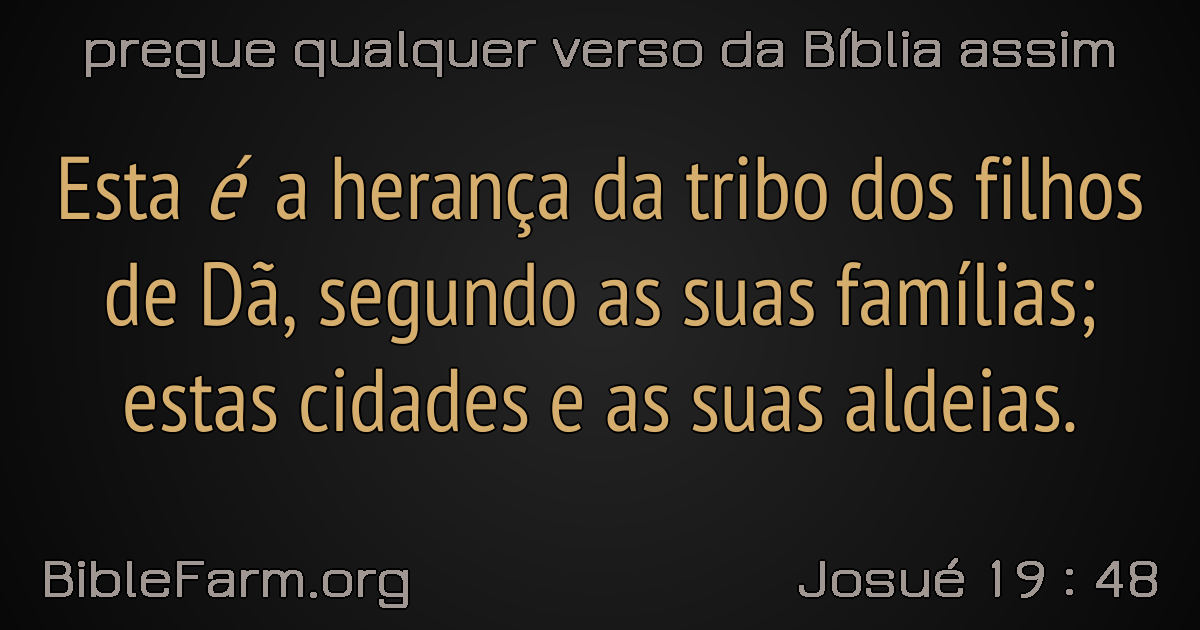 pregue qualquer verso da Bíblia assim
Esta é a herança da tribo dos filhos
de Dã, segundo as suas famílias;
estas cidades e as suas aldeias.
BibleFarm.org
Josué 19 : 48